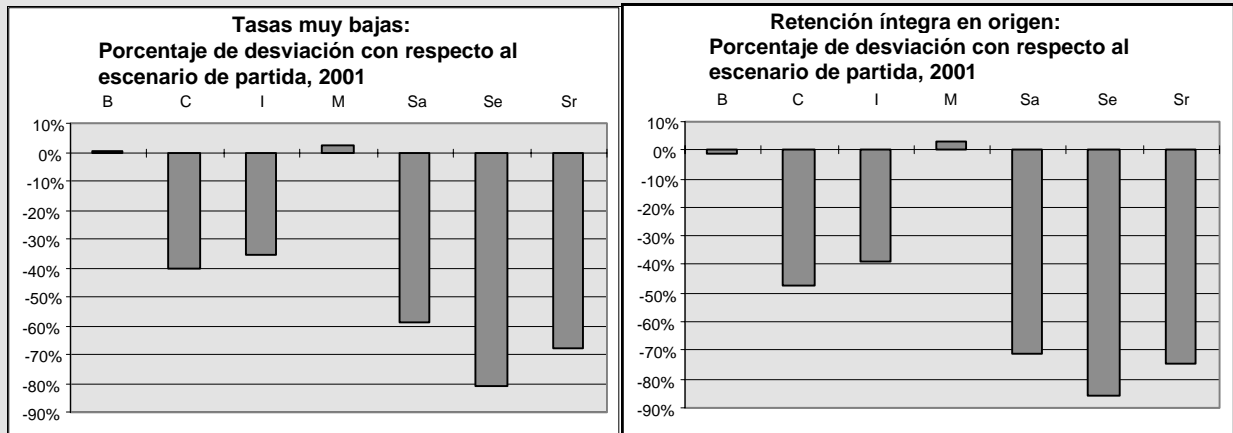 Tasas muy bajas:
Porcentaje de desviación con respecto al
escenario de partida, 2001
B C I M Sa Se Sr
10%
0%
-10%
-20%
-30%
-40%
-50%
-60%
-70%
-80%
-90%
Retención íntegra en origen:
Porcentaje de desviación con respecto al
escenario de partida, 2001
B C I M Sa Se Sr
10%
0%
-10%
-20%
-30%
-40%
-50%
-60%
-70%
-80%
-90%